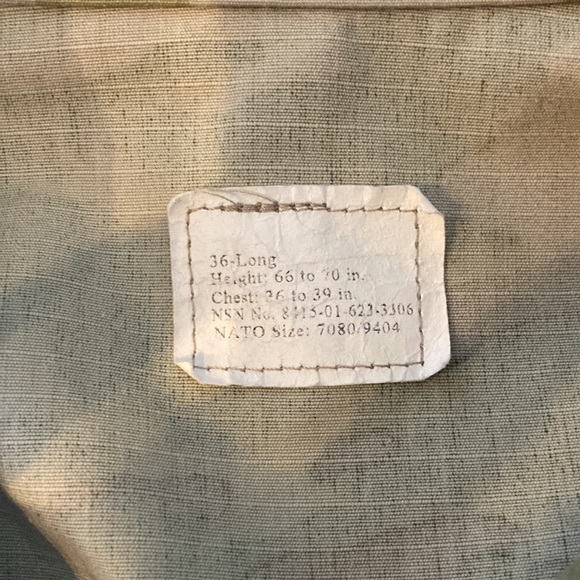 36-Long
Height: 66 to 70 in.
Chest: 36 to 39 in.
NSN No. 8415-01-623-3306
NATO Size: 7080/9404